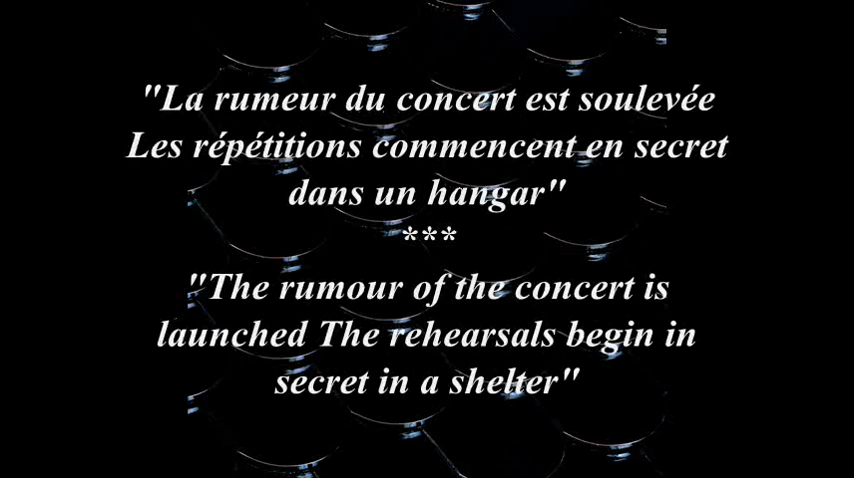 "La rumeur du concert est soulevée
Les répétitions commencent en secret
dans un hangar"
***
"The rumour of the concert is
launched The rehearsals begin in
secret in a shelter"